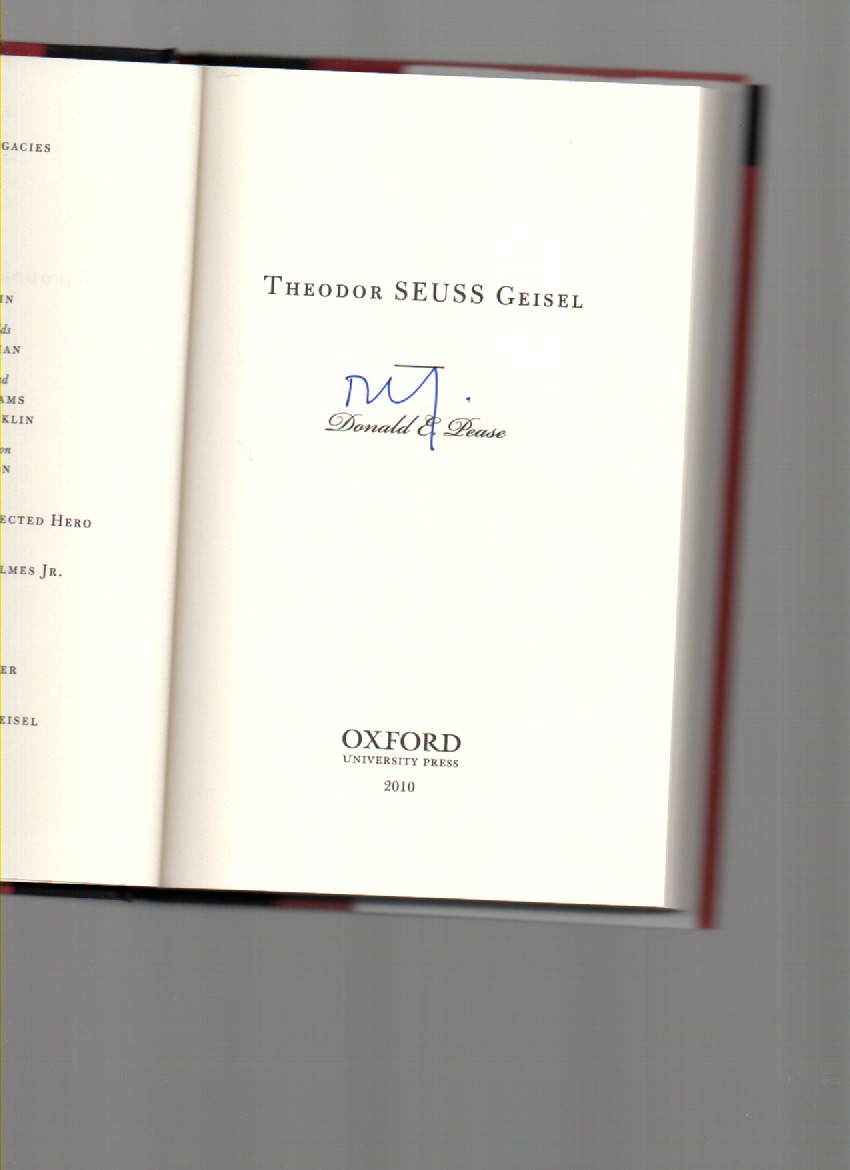 GACIES
IN
ds
IAN
d
AMS
KLIN
on
N
ECTED HERO
LMES JR.
ER
EISEL
THEODOR SEUSS GEISEL
Donald E. Pease
OXFORD
UNIVERSITY PRESS
2010